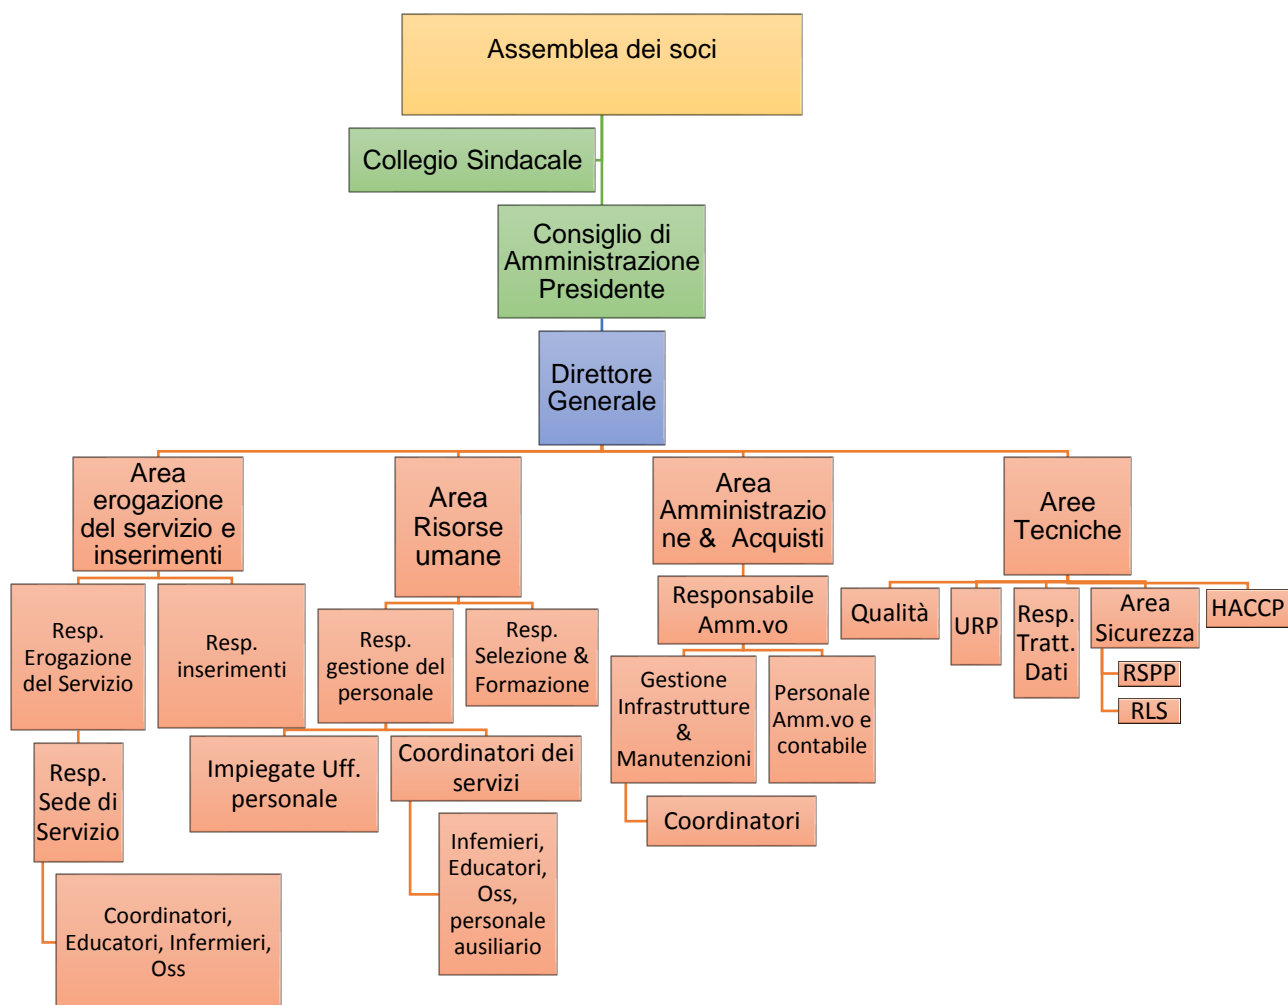 Assemblea dei soci
Collegio Sindacale
Consiglio di
Amministrazione
Presidente
Direttore
Generale
Area
erogazione
del servizio e
inserimenti
Area
Risorse
umane
Area
Amministrazio
ne & Acquisti
Aree
Tecniche
Resp.
Erogazione
del Servizio
Resp.
inserimenti
Resp.
gestione del
personale
Resp.
Selezione &
Formazione
Responsabile
Amm.vo
Qualità
URP
Resp.
Tratt.
Dati
Area
Sicurezza
HACCP
RSPP
RLS
Resp.
Sede di
Servizio
Impiegate Uff.
personale
Coordinatori dei
servizi
Gestione
Infrastrutture
&
Manutenzioni
Personale
Amm.vo e
contabile
Coordinatori
Infemieri,
Educatori,
Oss,
personale
ausiliario
Coordinatori,
Educatori, Infermieri,
Oss